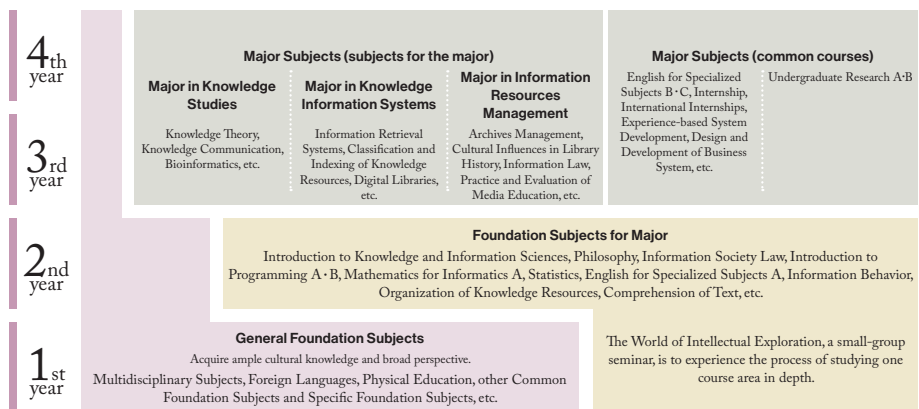 4th
year
3rd
year
2nd
year
1st
year
Major Subjects (subjects for the major)
Major in Knowledge
Studies
Knowledge Theory,
Knowledge Communication,
Bioinformatics, etc.
Major in Knowledge
Information Systems
Information Retrieval
Systems, Classification and
Indexing of Knowledge
Resources, Digital Libraries,
etc.
Major in Information
Resources
Management
Archives Management,
Cultural Influences in Library
History, Information Law,
Practice and Evaluation of
Media Education, etc.
Major Subjects (common courses)
English for Specialized
Subjects B・C, Internship,
International Internships,
Experience-based System
Development, Design and
Development of Business
System, etc.
Undergraduate Research A・B
Foundation Subjects for Major
Introduction to Knowledge and Information Sciences, Philosophy, Information Society Law, Introduction to
Programming A・B, Mathematics for Informatics A, Statistics, English for Specialized Subjects A, Information Behavior,
Organization of Knowledge Resources, Comprehension of Text, etc.
General Foundation Subjects
Acquire ample cultural knowledge and broad perspective.
Multidisciplinary Subjects, Foreign Languages, Physical Education, other Common
Foundation Subjects and Specific Foundation Subjects, etc.
The World of Intellectual Exploration, a small-group
seminar, is to experience the process of studying one
course area in depth.